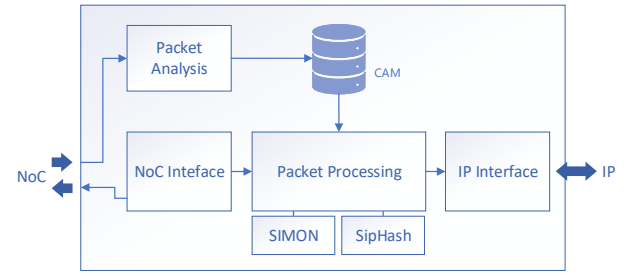 Packet
Analysis
CAM
NoC
NoC Inteface
Packet Processing
IP Interface
IP
SIMON
SipHash